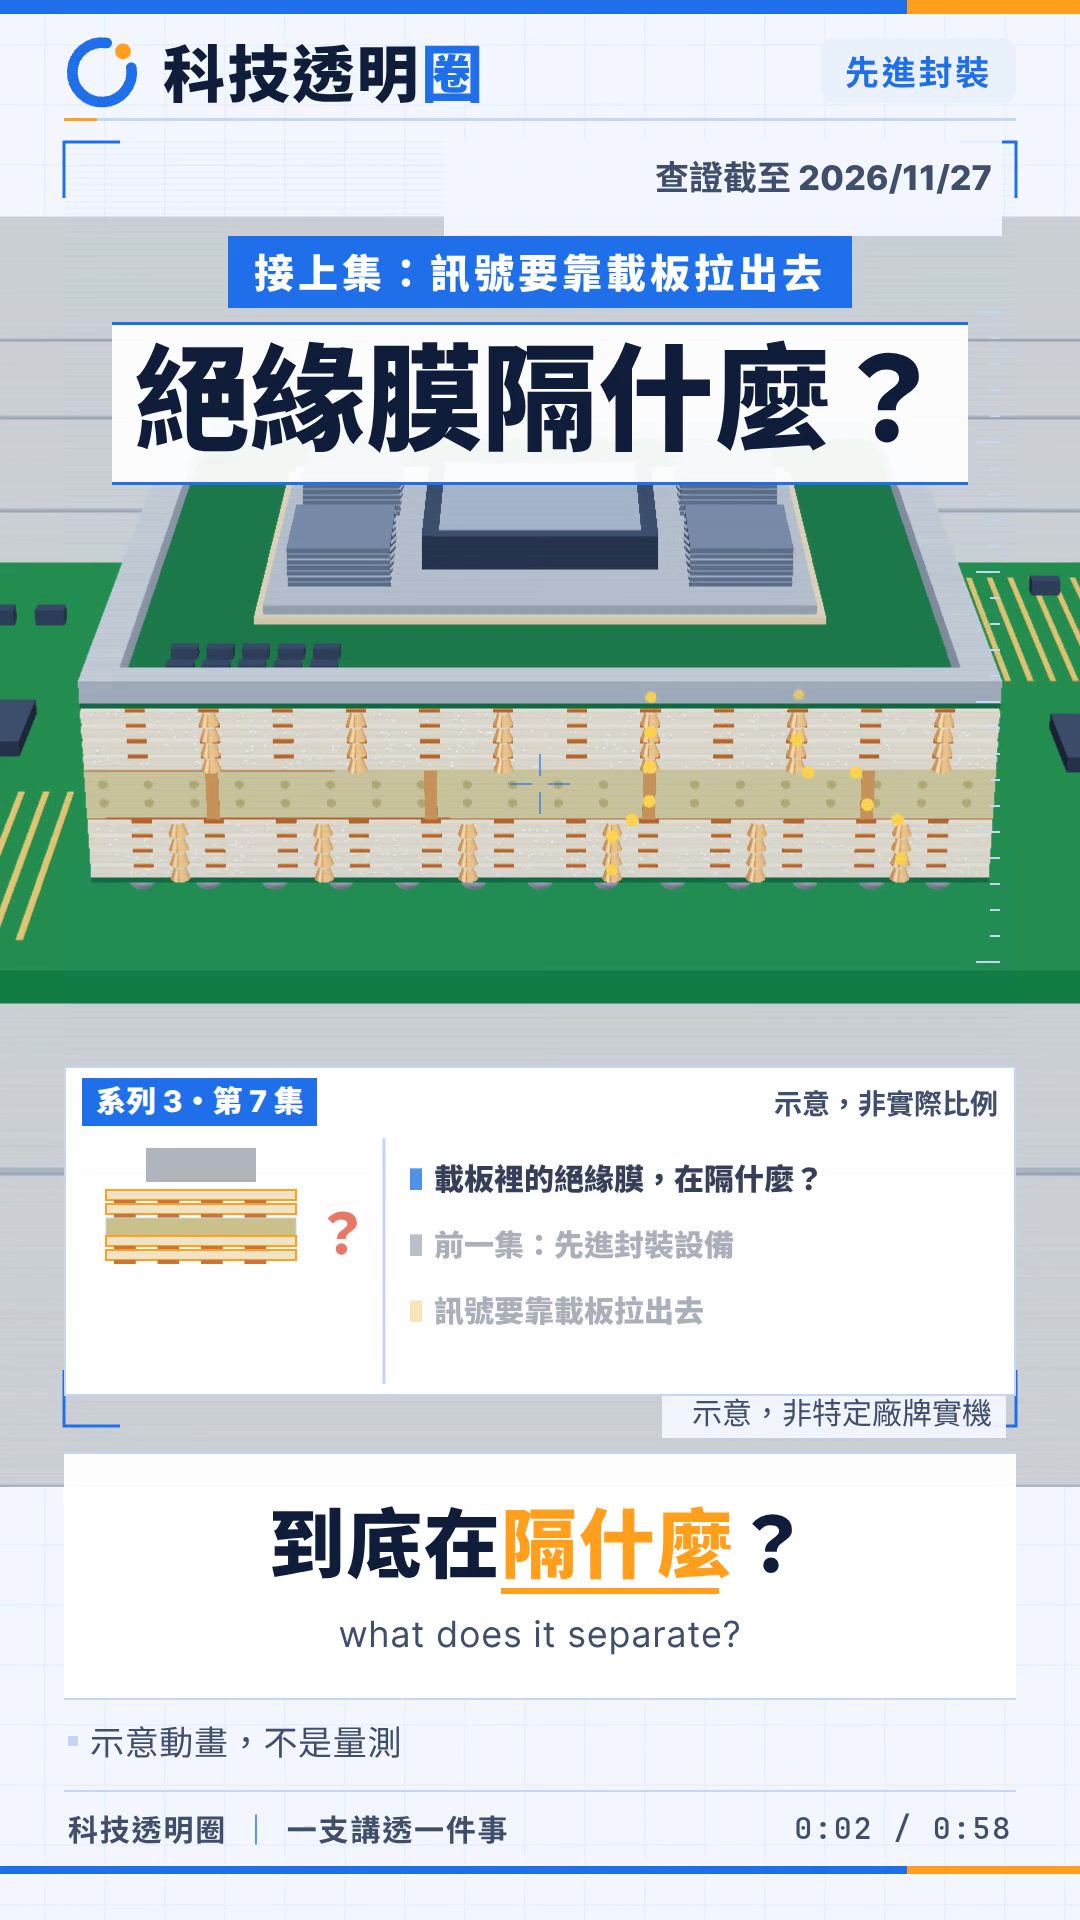 科技透明圈
先進封裝
查證截至 2026/11/27
接上集：訊號要靠載板拉出去
絕緣膜隔什麼？
系列 3・第 7 集
示意，非實際比例
載板裡的絕緣膜，在隔什麼？
?
前一集：先進封裝設備
訊號要靠載板拉出去
示意，非特定廠牌實機
到底在隔什麼？
what does it separate?
示意動畫，不是量測
科技透明圈｜一支講透一件事
0:02 / 0:58